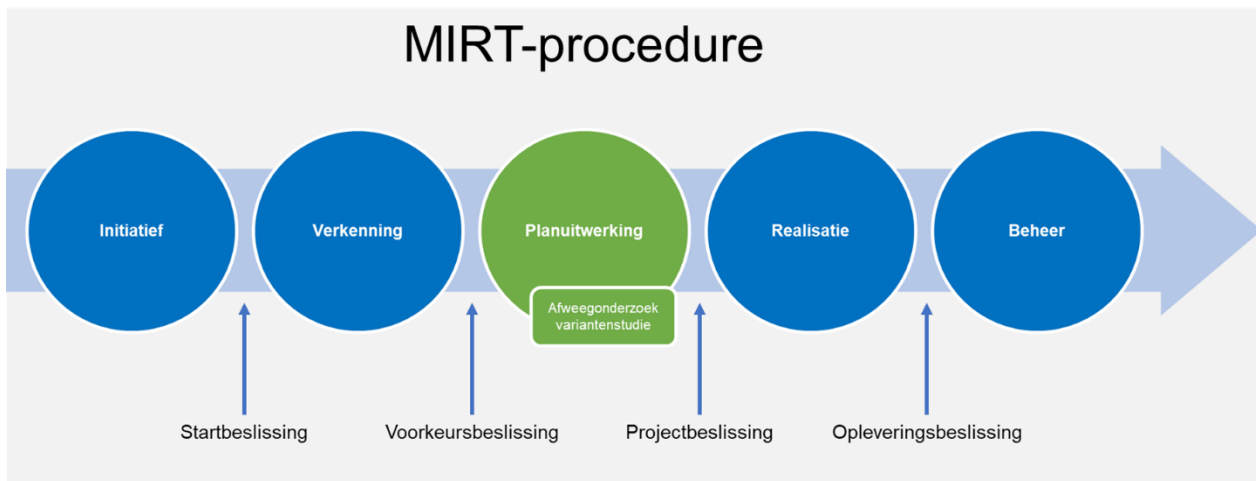 MIRT-procedure
Initiatief
Verkenning
Planuitwerking
Realisatie
Beheer
Afweegonderzoek
variantenstudie
Startbeslissing
Voorkeursbeslissing
Projectbeslissing
Opleveringsbeslissing